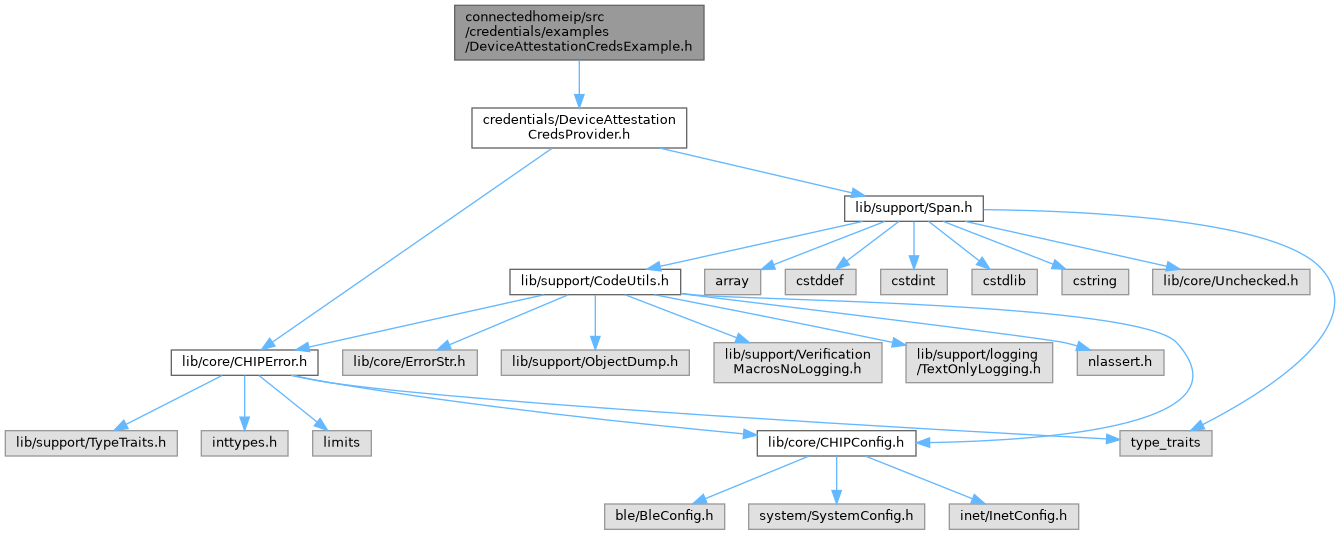 connectedhomeip/src
/credentials/examples
/DeviceAttestationCredsExample.h
credentials/DeviceAttestation
CredsProvider.h
lib/support/Span.h
lib/support/CodeUtils.h
array
cstddef
cstdint
cstdlib
cstring
lib/core/Unchecked.h
lib/core/CHIPError.h
lib/core/ErrorStr.h
lib/support/ObjectDump.h
lib/support/Verification
MacrosNoLogging.h
lib/support/logging
/TextOnlyLogging.h
nlassert.h
lib/support/TypeTraits.h
inttypes.h
limits
lib/core/CHIPConfig.h
type_traits
ble/BleConfig.h
system/SystemConfig.h
inet/InetConfig.h